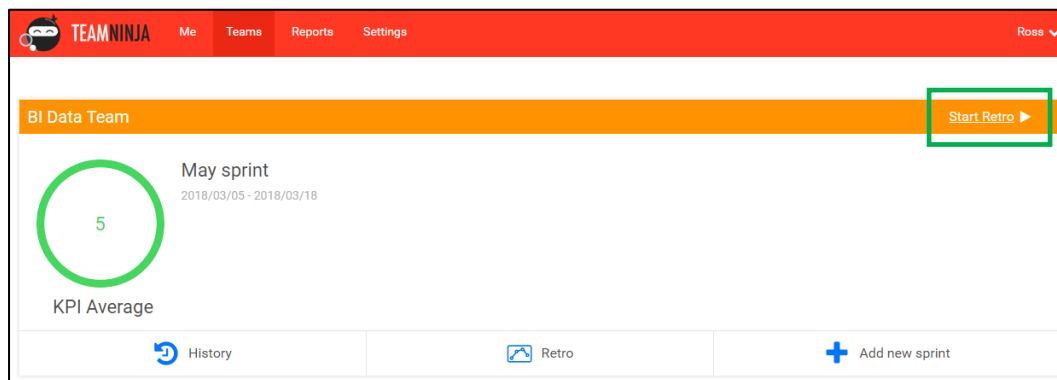 TEAMNINJA Me Teams Reports Settings Ross
BI Data Team Start Retro
May sprint
2018/03/05 - 2018/03/18
5
KPI Average
History Retro Add new sprint